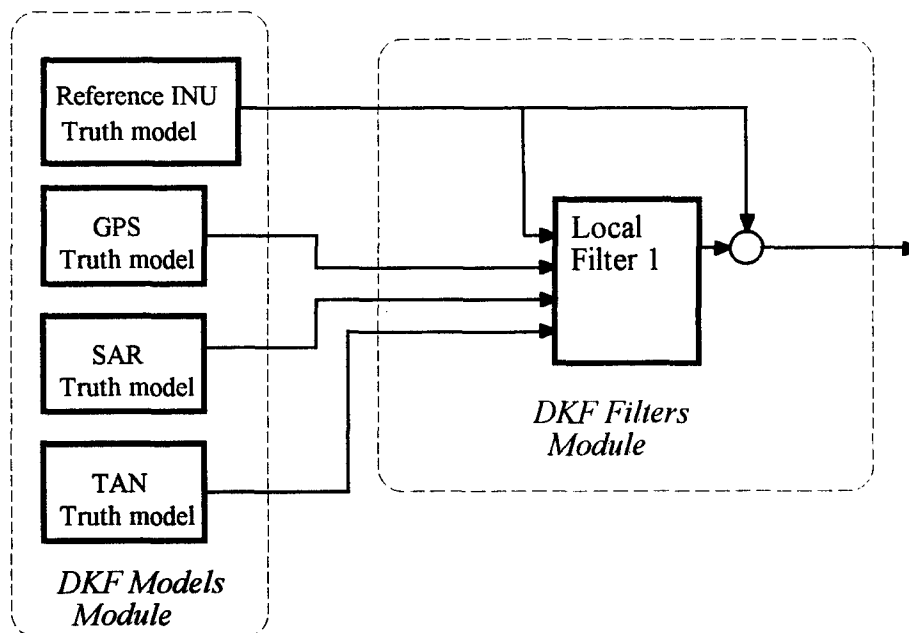 Reference INU
Truth model
GPS
Truth model
SAR
Truth model
TAN
Truth model
DKF Models
Module
Local
Filter 1
DKF Filters
Module